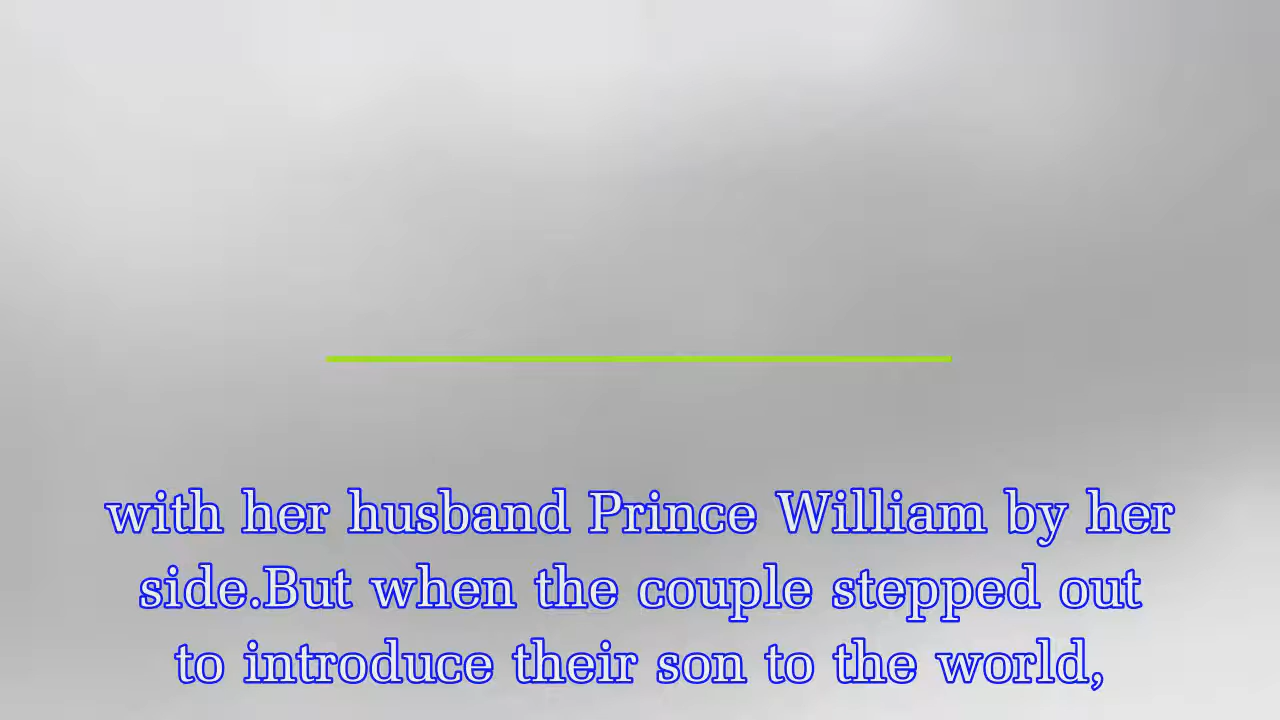 with her husband Prince William by her
side.But when the couple stepped out
to introduce their son to the world,